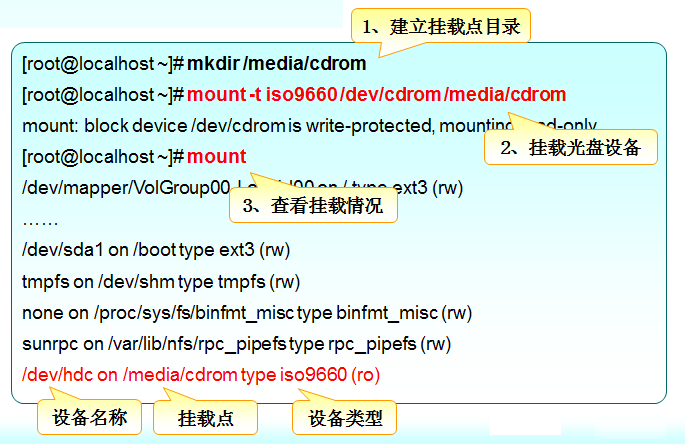 1、建立挂载点目录
[root@localhost ~]# mkdir /media/cdrom
[root@localhost ~]# mount -t iso9660 /dev/cdrom /media/cdrom
mount: block device /dev/cdrom is write-protected, mounting
2、挂载光盘设备
[root@localhost ~]# mount
/dev/mapper/VolGroup00 on / type ext3 (rw)
3、查看挂载情况
……
/dev/sda1 on /boot type ext3 (rw)
tmpfs on /dev/shm type tmpfs (rw)
none on /proc/sys/fs/binfmt_misc type binfmt_misc (rw)
sunrpc on /var/lib/nfs/rpc_pipefs type rpc_pipefs (rw)
/dev/hdc on /media/cdrom type iso9660 (ro)
设备名称 挂载点 设备类型